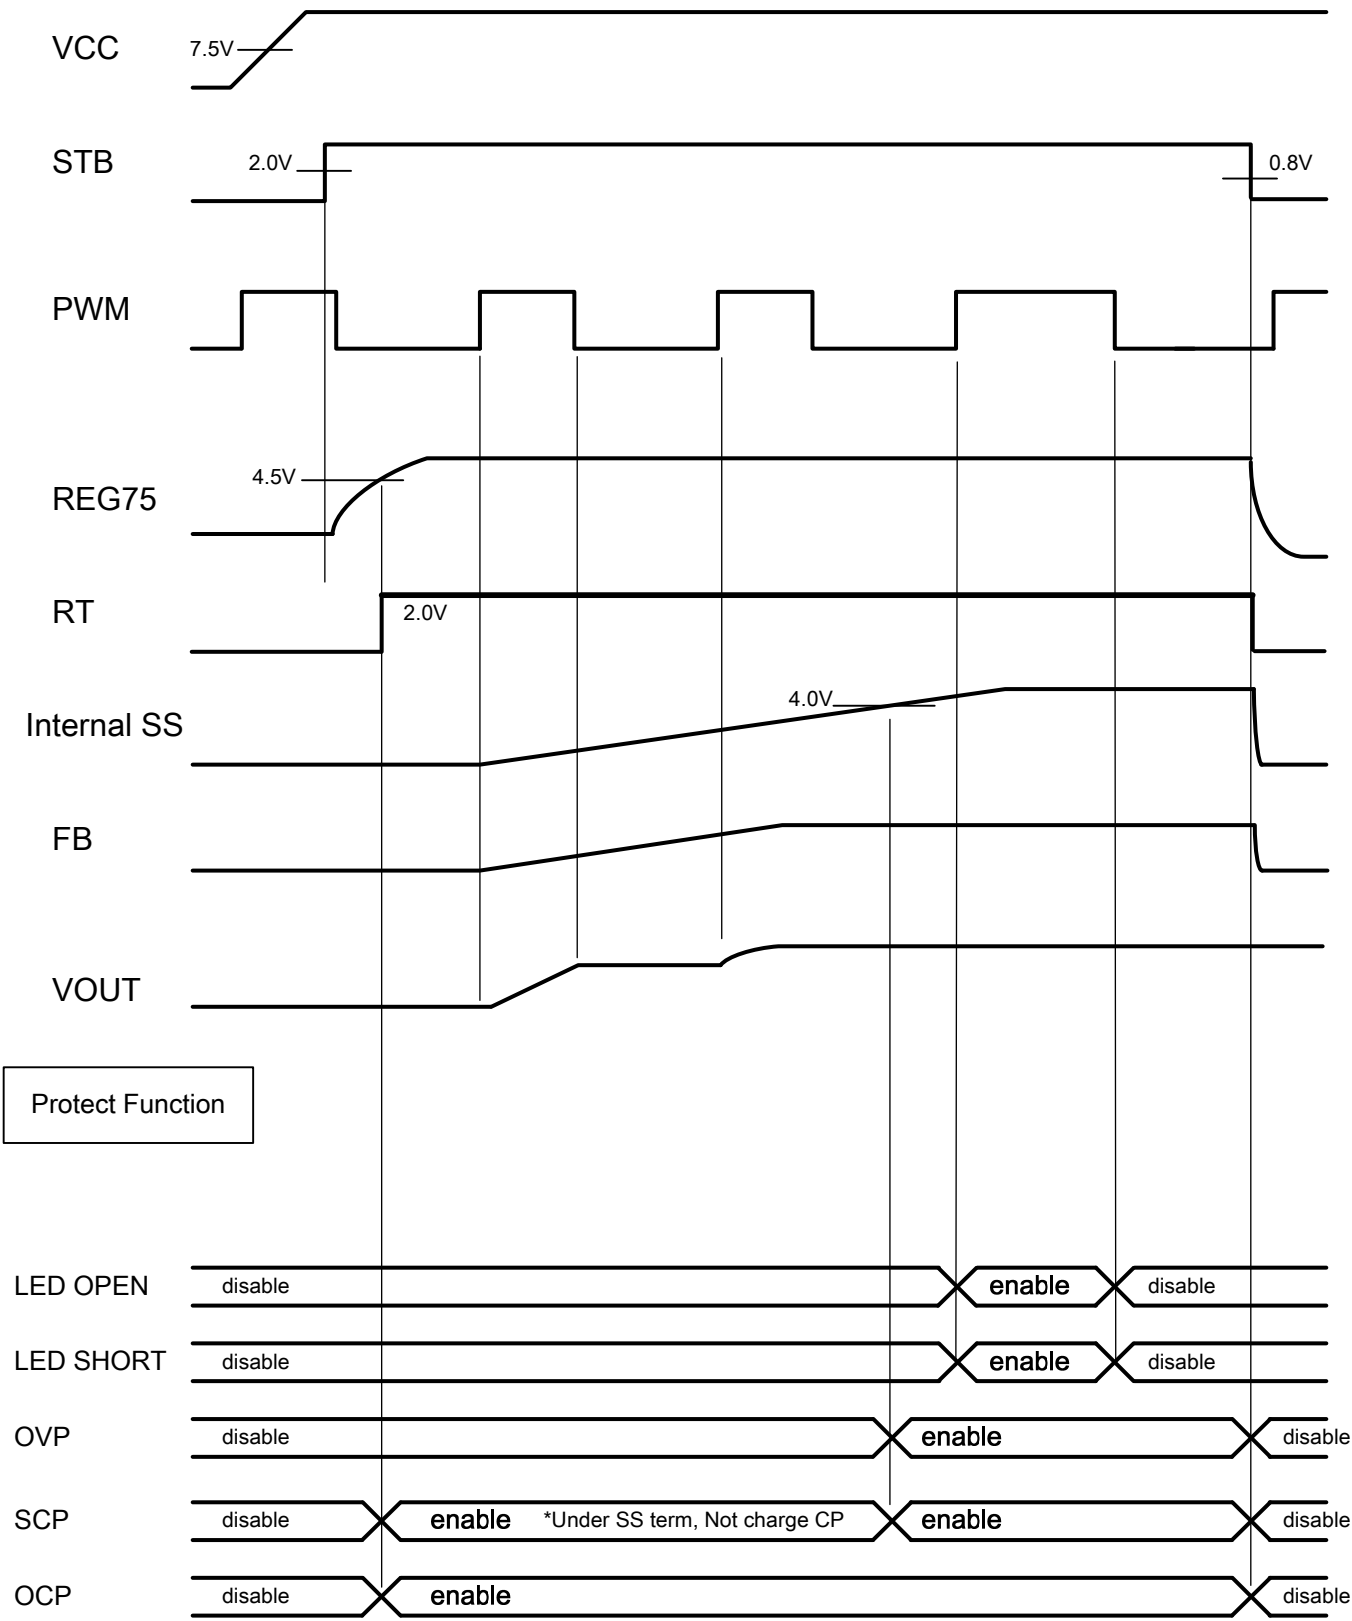 VCC
7.5V
STB
2.0V
0.8V
PWM
REG75
4.5V
RT
2.0V
Internal SS
4.0V
FB
VOUT
Protect Function
LED OPEN disable enable disable
LED SHORT disable enable disable
OVP disable enable disable
SCP disable enable *Under SS term, Not charge CP enable disable
OCP disable enable disable